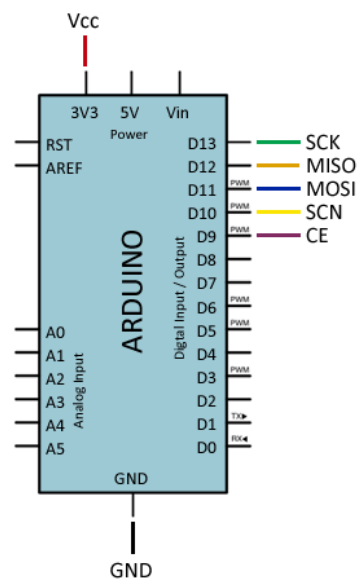 Vcc
3V3 5V Vin
Power
RST D13 SCK
AREF D12 MISO
PWM
D11 MOSI
PWM
D10 SCN
PWM
D9 CE
D8
D7
PWM
D6
PWM
A0 D5
A1 D4
PWM
A2 D3
A3 D2
TX▶
A4 D1
RX◀
A5 D0
ARDUINO
Digtal Input / Output
Analog Input
GND
GND